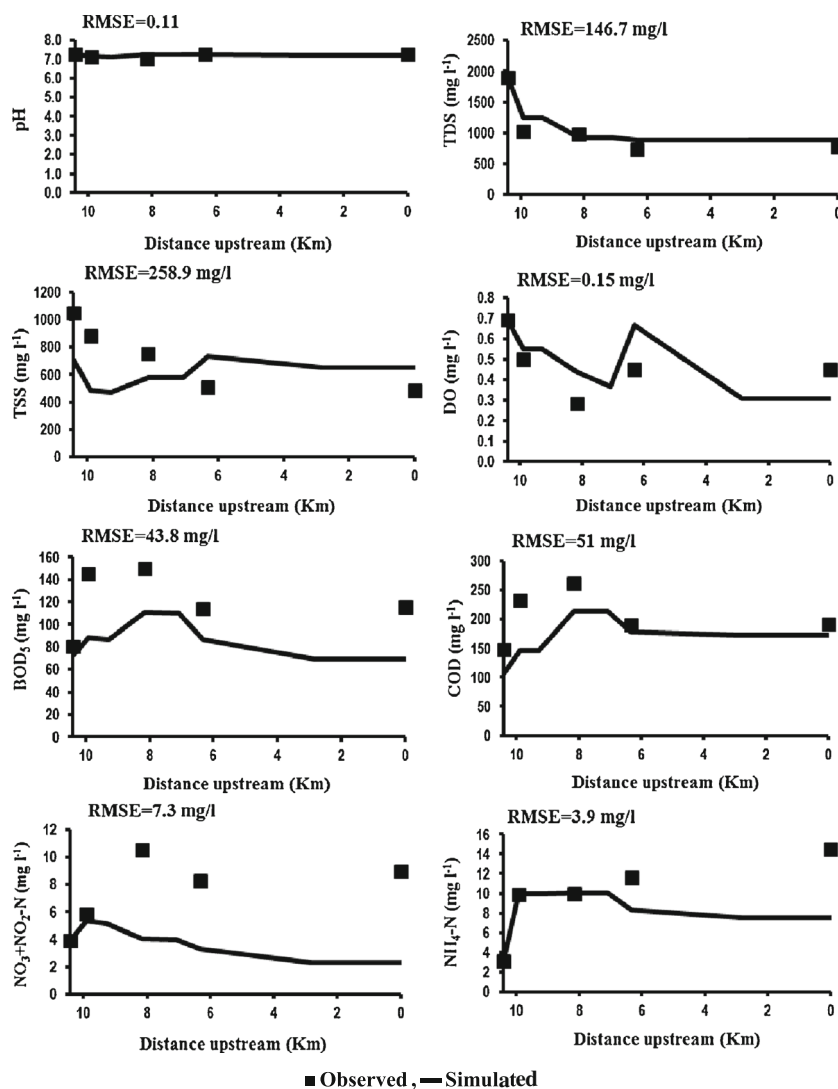 RMSE=0.11
8.0
7.0
6.0
5.0
4.0
3.0
2.0
1.0
0.0
pH
10 8 6 4 2 0
Distance upstream (Km)
RMSE=146.7 mg/l
2500
2000
1500
1000
500
0
TDS (mg l⁻¹)
10 8 6 4 2 0
Distance upstream (Km)
RMSE=258.9 mg/l
1200
1000
800
600
400
200
0
TSS (mg l⁻¹)
10 8 6 4 2 0
Distance upstream (Km)
RMSE=0.15 mg/l
0.8
0.7
0.6
0.5
0.4
0.3
0.2
0.1
0.0
DO (mg l⁻¹)
10 8 6 4 2 0
Distance upstream (Km)
RMSE=43.8 mg/l
160
140
120
100
80
60
40
20
0
BOD₅ (mg l⁻¹)
10 8 6 4 2 0
Distance upstream (Km)
RMSE=51 mg/l
300
250
200
150
100
50
0
COD (mg l⁻¹)
10 8 6 4 2 0
Distance upstream (Km)
RMSE=7.3 mg/l
12
10
8
6
4
2
0
NO₃+NO₂-N (mg l⁻¹)
10 8 6 4 2 0
Distance upstream (Km)
RMSE=3.9 mg/l
16
14
12
10
8
6
4
2
0
NH₄-N (mg l⁻¹)
10 8 6 4 2 0
Distance upstream (Km)
Observed , Simulated